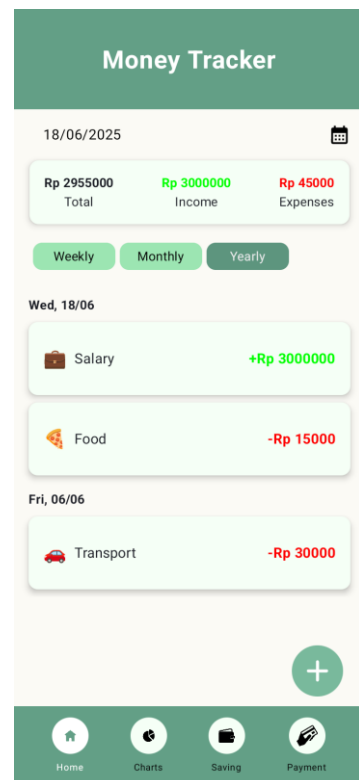 Money Tracker
18/06/2025
Rp 2955000 Rp 3000000 Rp 45000
Total Income Expenses
Weekly Monthly Yearly
Wed, 18/06
Salary +Rp 3000000
Food -Rp 15000
Fri, 06/06
Transport -Rp 30000
+
Home Charts Saving Payment